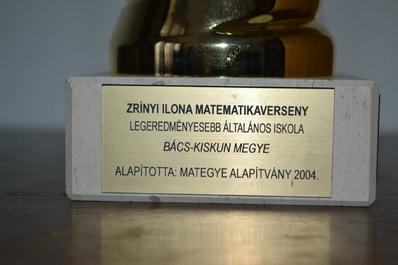 ZRÍNYI ILONA MATEMATIKAVERSENY
LEGEREDMÉNYESEBB ÁLTALÁNOS ISKOLA
BÁCS-KISKUN MEGYE
ALAPÍTOTTA: MATEGYE ALAPÍTVÁNY 2004.